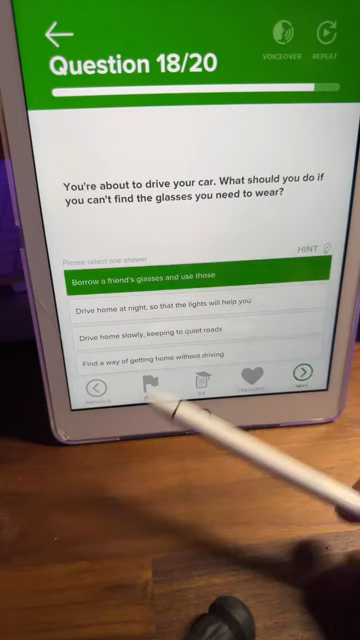 Question 18/20
VOICEOVER
REPEAT
You're about to drive your car. What should you do if
you can't find the glasses you need to wear?
HINT
Please select one answer
Borrow a friend's glasses and use those
Drive home at night, so that the lights will help you
Drive home slowly, keeping to quiet roads
Find a way of getting home without driving
PREVIOUS
NEXT